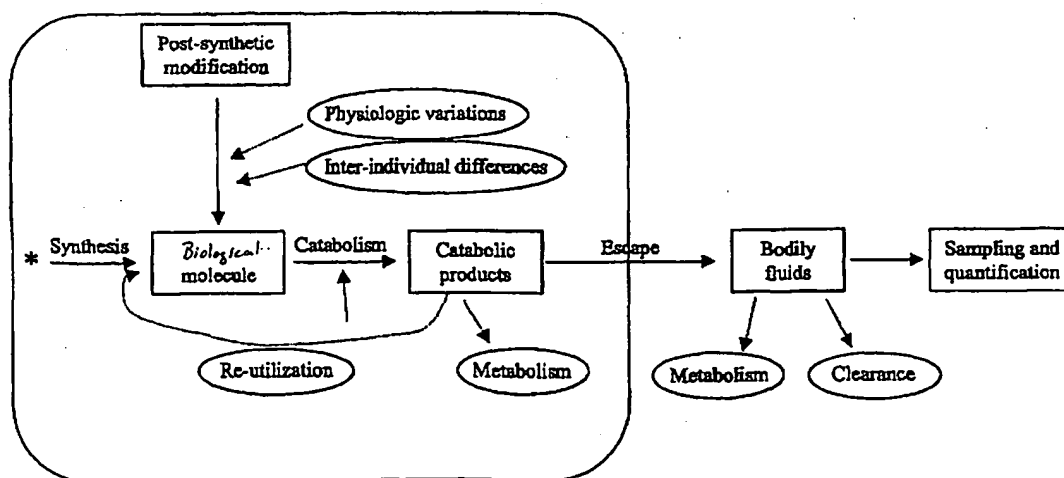 Post-synthetic
modification
Physiologic variations
Inter-individual differences
* Synthesis
Biological..
molecule
Catabolism
Catabolic
products
Escape
Bodily
fluids
Sampling and
quantification
Re-utilization
Metabolism
Metabolism
Clearance